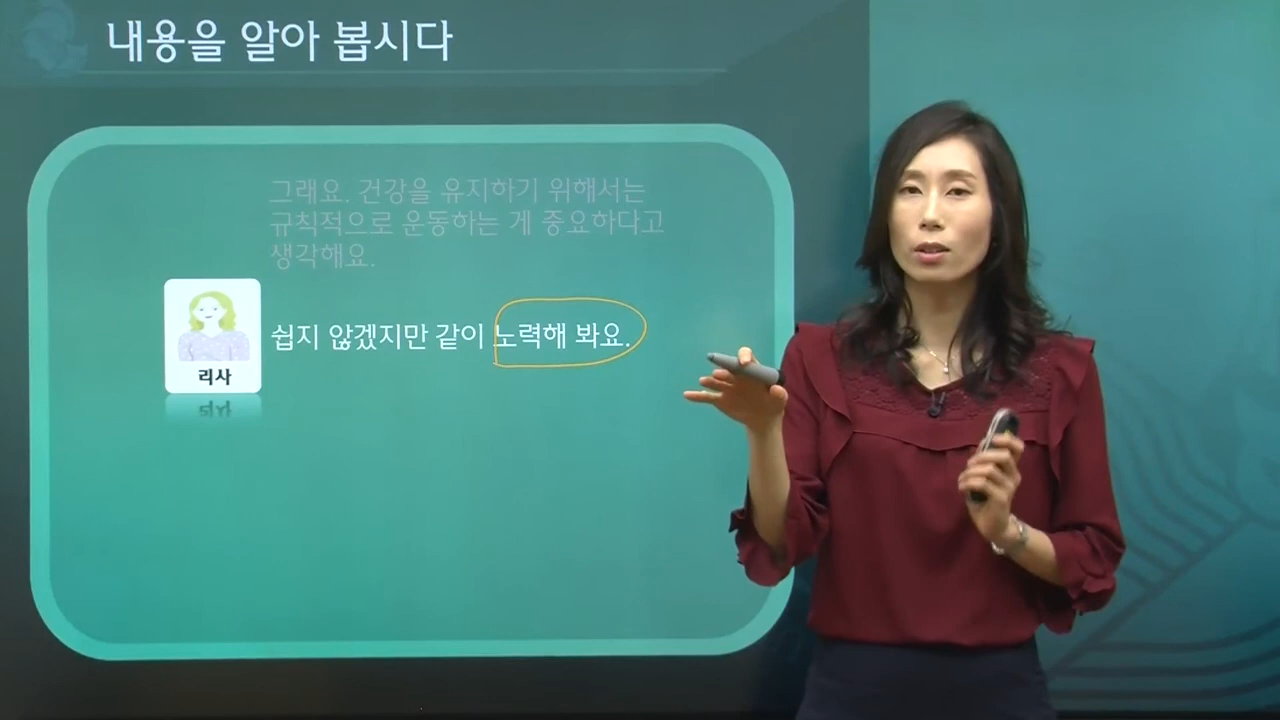 내용을 알아 봅시다
그래요. 건강을 유지하기 위해서는
규칙적으로 운동하는 게 중요하다고
생각해요.
쉽지 않겠지만 같이 노력해 봐요.
리사